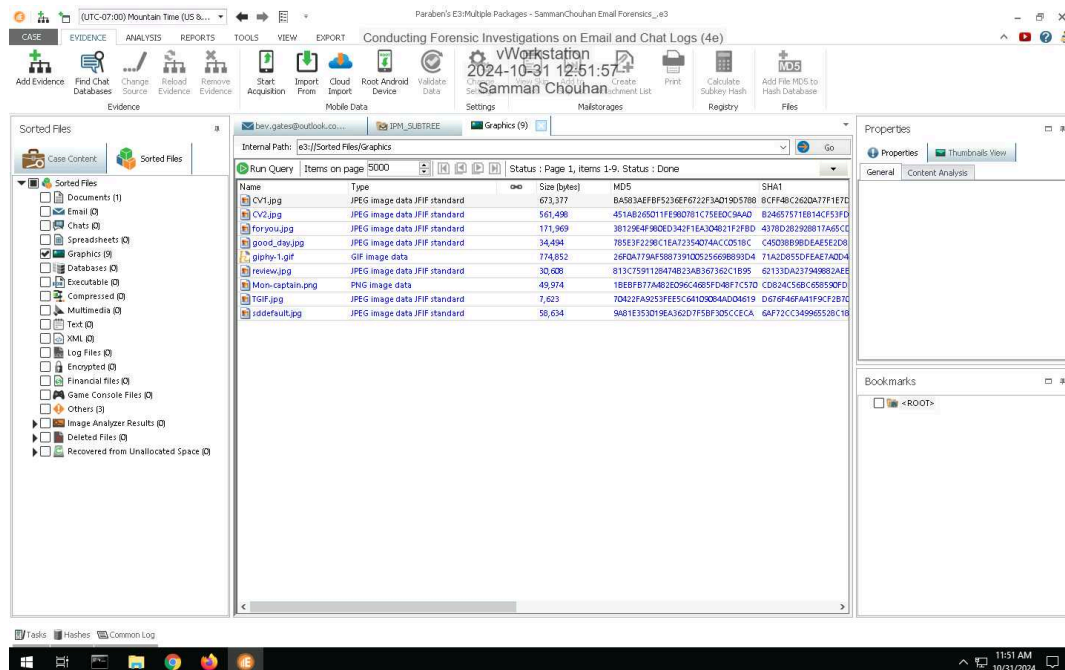 (UTC-07:00) Mountain Time (US &...
Paraben's E3:Multiple Packages - SammanChouhan Email Forensics_.e3
CASE EVIDENCE ANALYSIS REPORTS TOOLS VIEW EXPORT
Conducting Forensic Investigations on Email and Chat Logs (4e)
vWorkstation
2024-10-31 12:51:57
Samman Chouhan
Add Evidence Find Chat Databases Change Source Reload Evidence Remove Evidence
Start Acquisition Import From Cloud Import Root Android Device Validate Data
Create Attachment List Print Calculate Subkey Hash Add File MD5 to Hash Database
Evidence Mobile Data Settings Mailstorages Registry Files
Sorted Files
Case Content Sorted Files
Sorted Files
Documents (1)
Email (0)
Chats (0)
Spreadsheets (0)
Graphics (9)
Databases (0)
Executable (0)
Compressed (0)
Multimedia (0)
Text (0)
XML (0)
Log Files (0)
Encrypted (0)
Financial files (0)
Game Console Files (0)
Others (3)
Image Analyzer Results (0)
Deleted Files (0)
Recovered from Unallocated Space (0)
bev.gates@outlook.co... IPM_SUBTREE Graphics (9)
Internal Path: e3://Sorted Files/Graphics Go
Run Query Items on page 5000 Status : Page 1, items 1-9. Status : Done
Name Type Size (bytes) MD5 SHA1
CV1.jpg JPEG image data JFIF standard 673,377
CV2.jpg JPEG image data JFIF standard 561,498
foryou.jpg JPEG image data JFIF standard 171,969
good_day.jpg JPEG image data JFIF standard 34,494
giphy-1.gif GIF image data 774,852
review.jpg JPEG image data JFIF standard 30,608
Mon-captain.png PNG image data 49,974
TGIF.jpg JPEG image data JFIF standard 7,623
sddefault.jpg JPEG image data JFIF standard 58,634
Properties
Properties Thumbnails View
General Content Analysis
Bookmarks
<ROOT>
Tasks Hashes Common Log
11:51 AM
10/31/2024